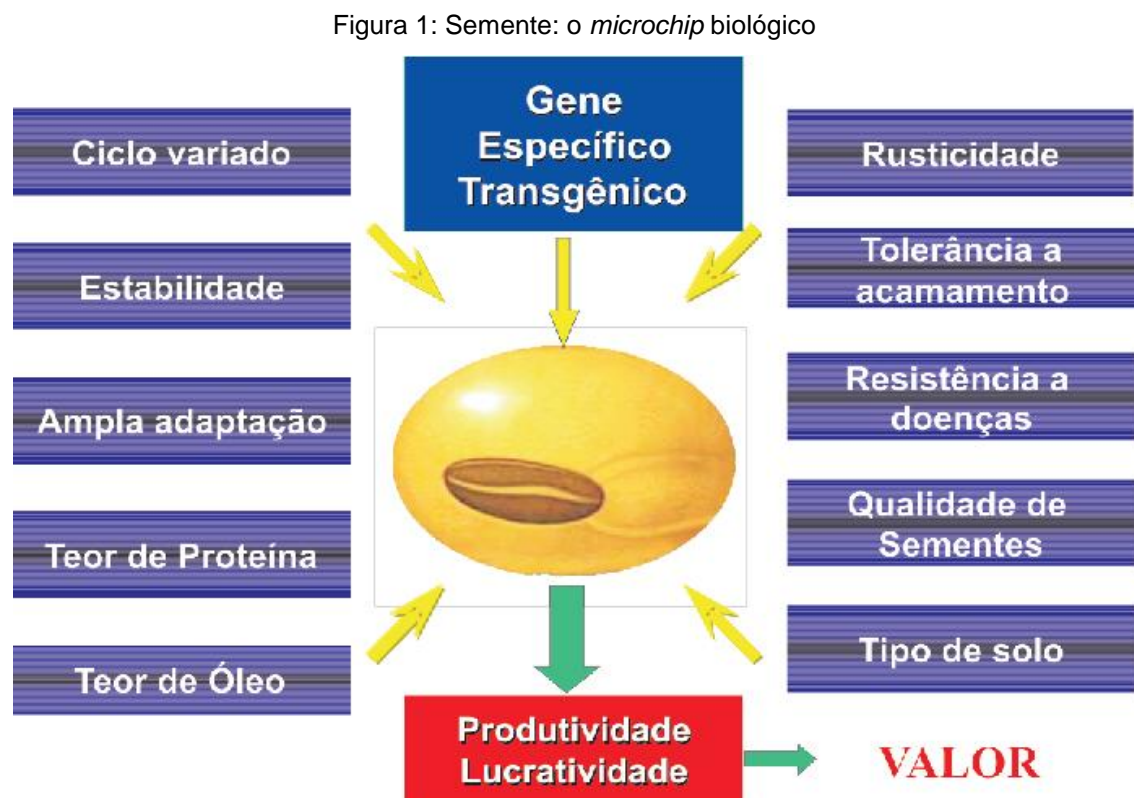 Figura 1: Semente: o microchip biológico
Gene
Específico
Transgênico
Ciclo variado
Estabilidade
Ampla adaptação
Teor de Proteína
Teor de Óleo
Rusticidade
Tolerância a
acamamento
Resistência a
doenças
Qualidade de
Sementes
Tipo de solo
Produtividade
Lucratividade
VALOR